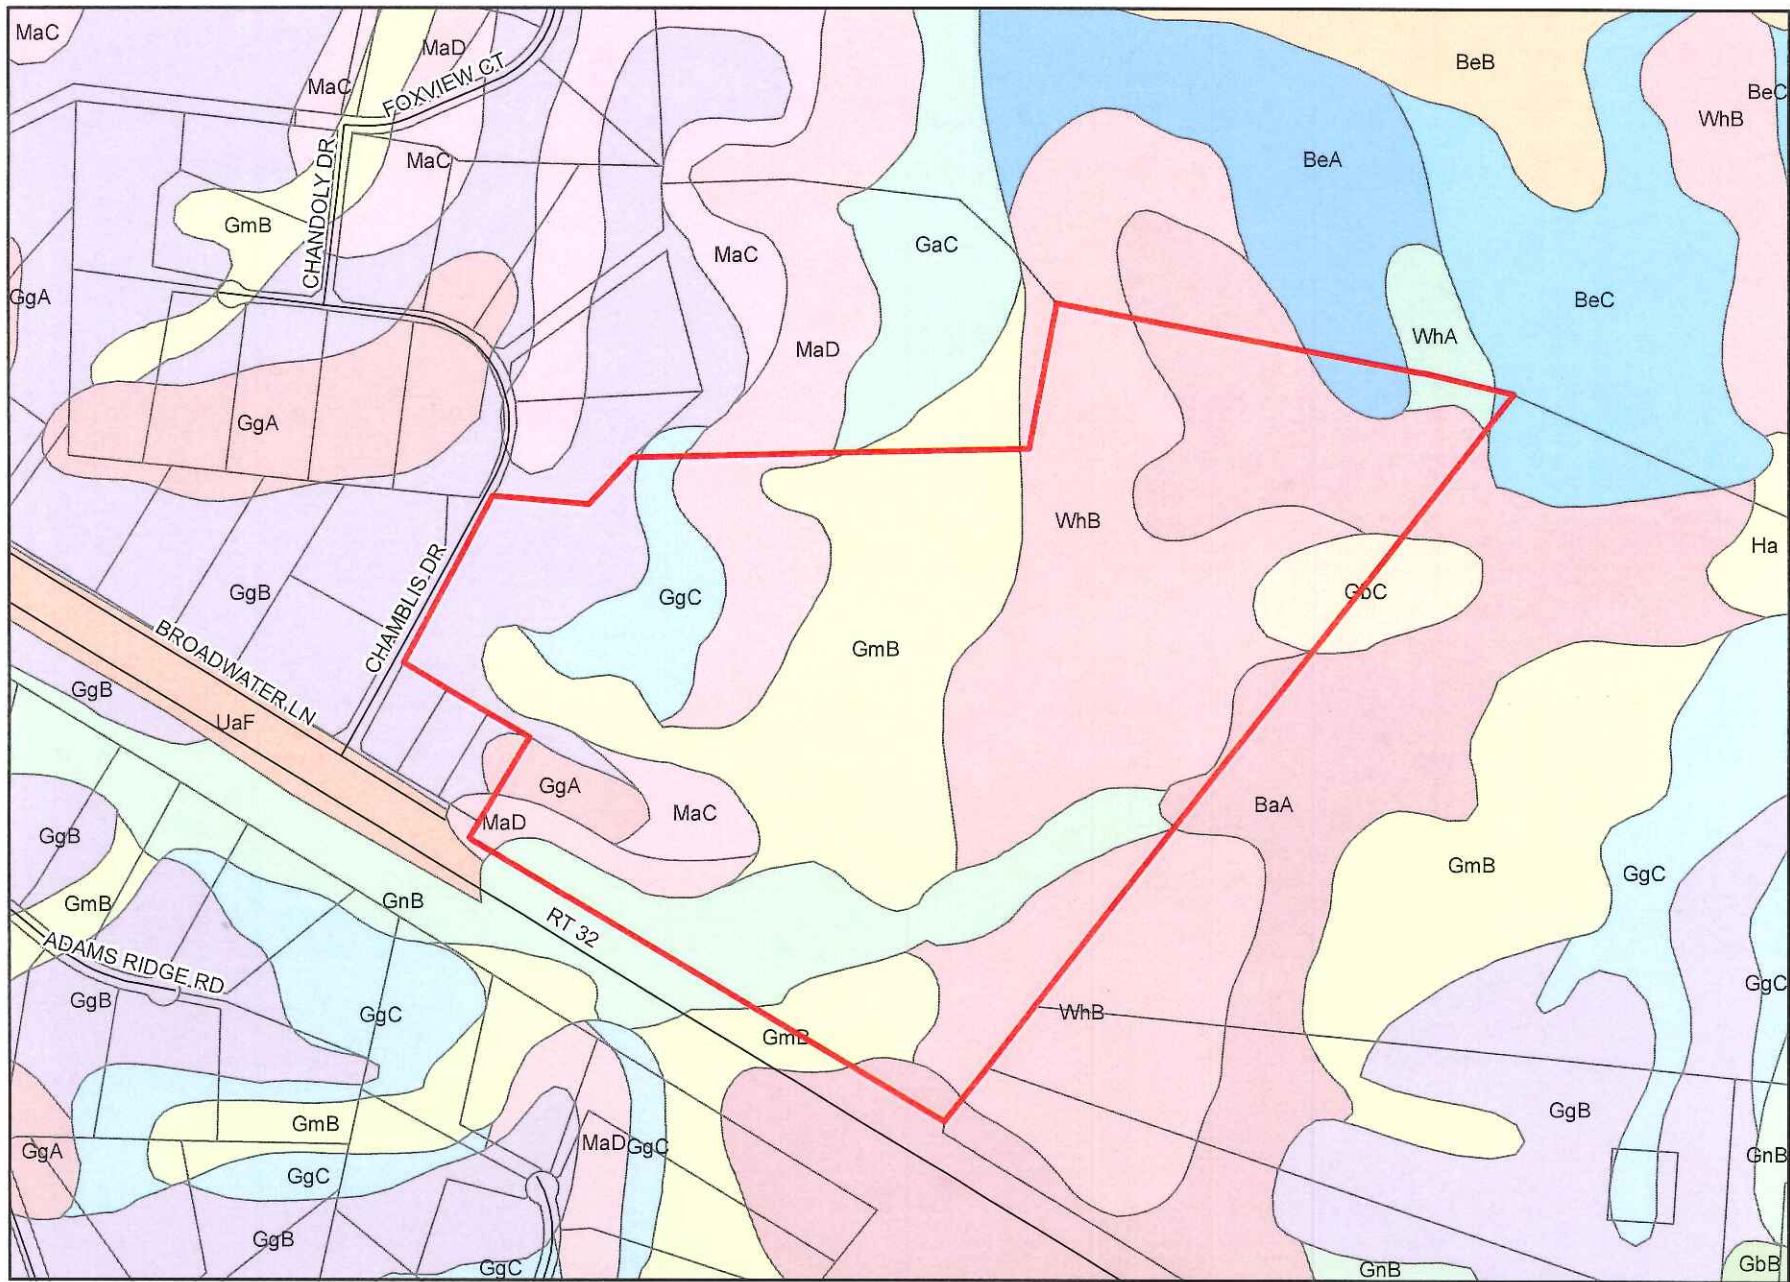 MaC
MaD
BeB
MaC
FOXVIEW CT
BeC
WhB
MaC
BeA
CHANDOLY DR
GmB
GaC
MaC
GgA
BeC
WhA
MaD
GgA
WhB
Ha
GgB
CHAMBLIS DR
GgC
GbC
BROADWATER LN
GmB
GgB
UaF
GgA
MaC
BaA
MaD
GgB
GmB
GgC
GmB
GnB
RT 32
ADAMS RIDGE RD
GgB
GgC
GgC
WhB
GmB
GmB
GgB
GgA
MaD
GgC
GnB
GgC
GgB
GgC
GnB
GbB